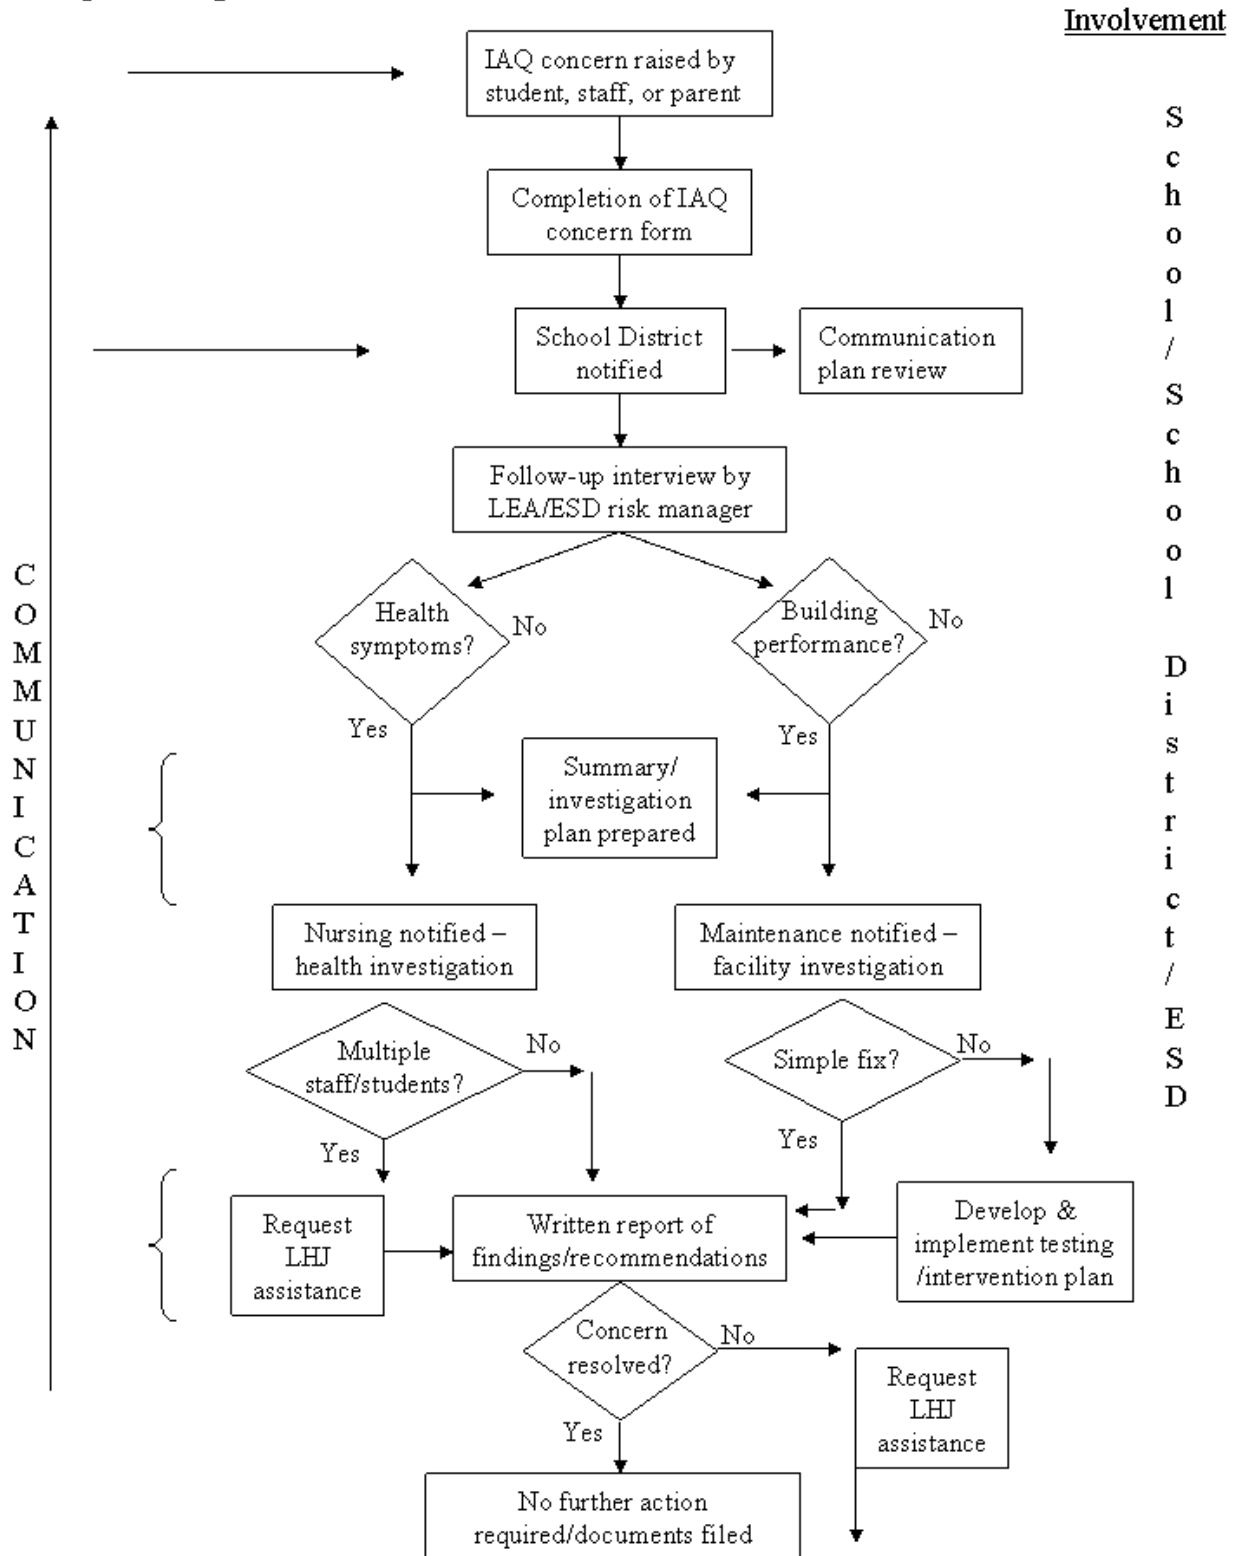 Involvement
IAQ concern raised by
student, staff, or parent
Completion of IAQ
concern form
School District
notified
Communication
plan review
Follow-up interview by
LEA/ESD risk manager
Health
symptoms?
No
Yes
Building
performance?
No
Yes
Summary/
investigation
plan prepared
Nursing notified –
health investigation
Maintenance notified –
facility investigation
Multiple
staff/students?
No
Yes
Simple fix?
No
Yes
Request
LHJ
assistance
Written report of
findings/recommendations
Develop &
implement testing
/intervention plan
Concern
resolved?
No
Yes
Request
LHJ
assistance
No further action
required/documents filed
COMMUNICATION
School/School District/ESD